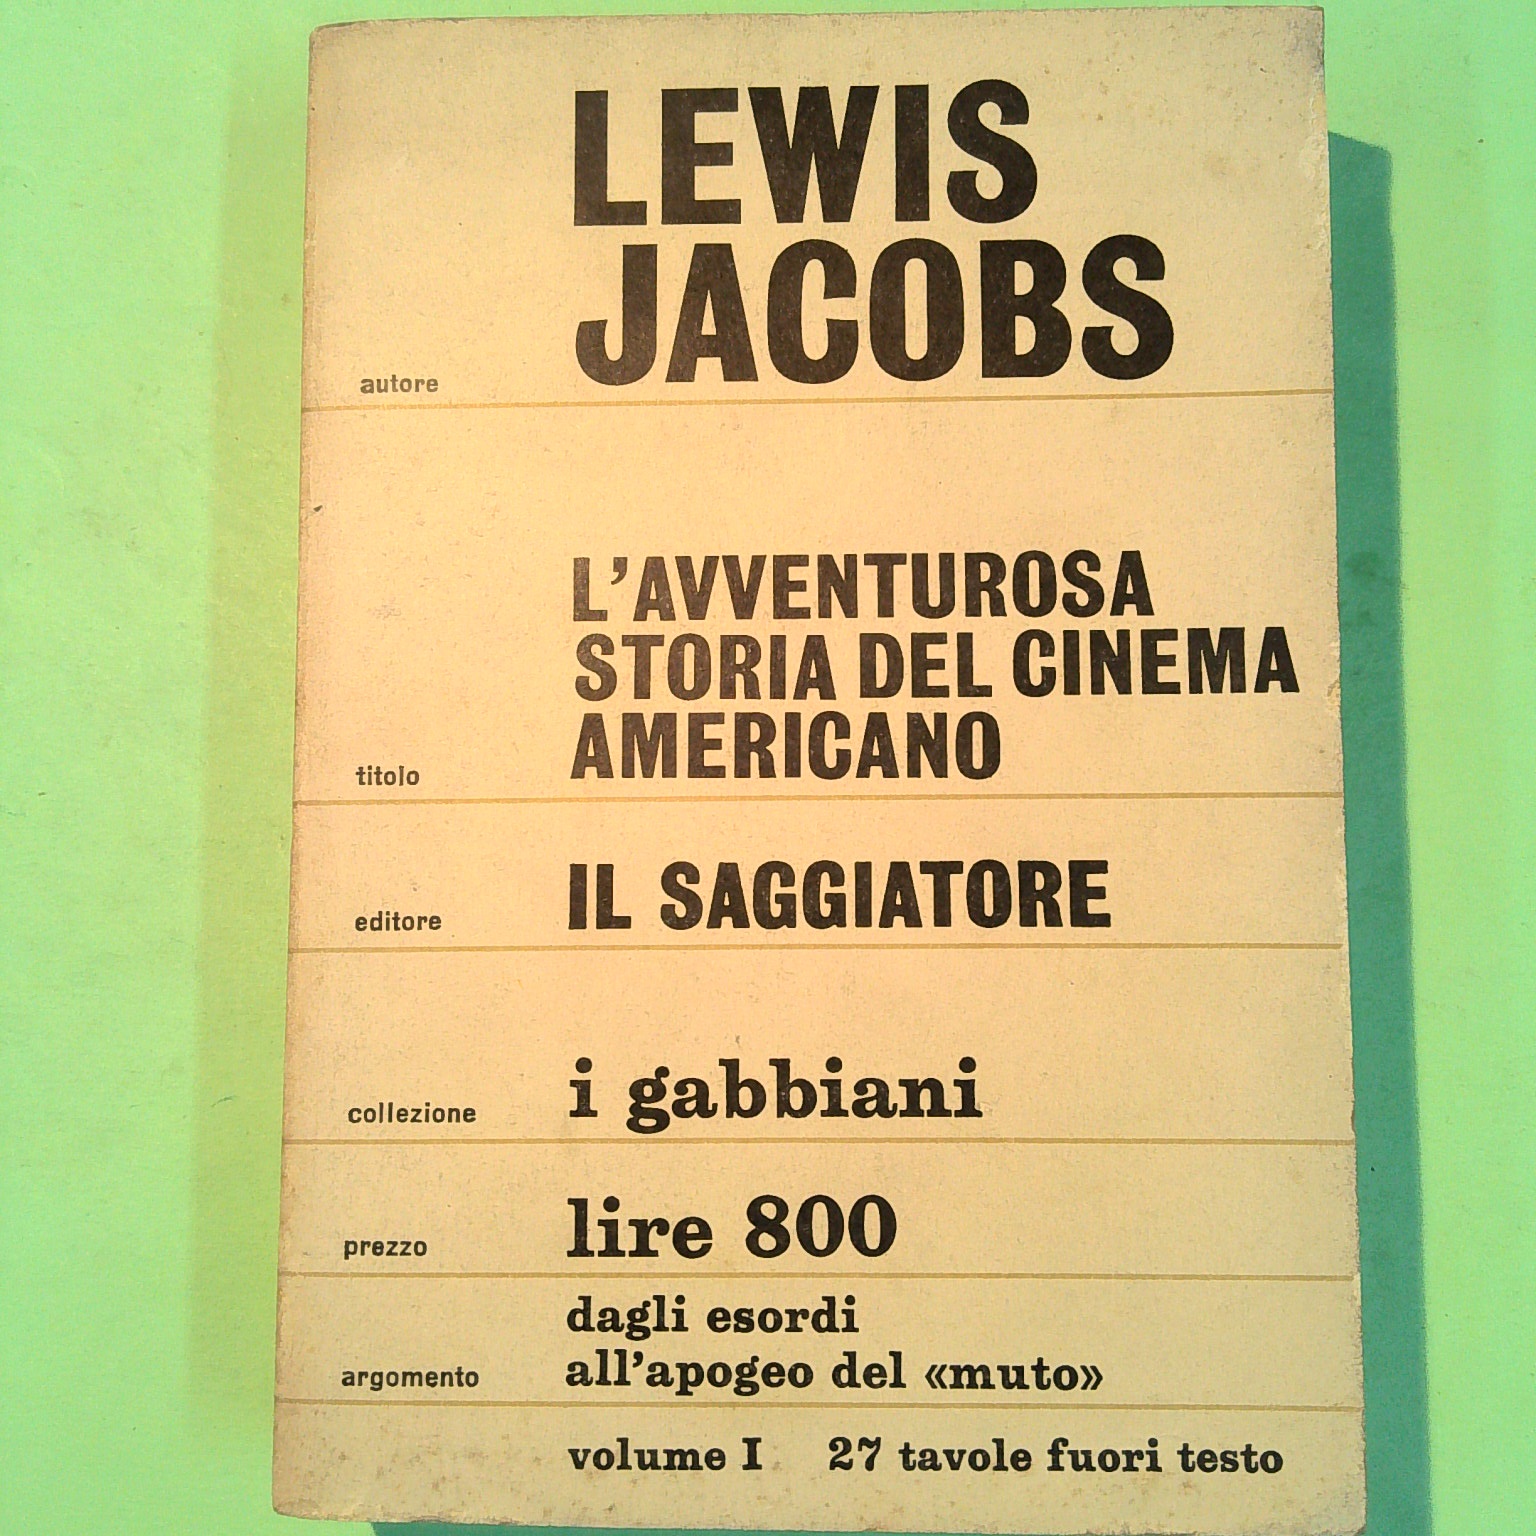 LEWIS
JACOBS
autore
L'AVVENTUROSA
STORIA DEL CINEMA
AMERICANO
titolo
editore IL SAGGIATORE
collezione i gabbiani
prezzo lire 800
dagli esordi
argomento all'apogeo del «muto»
volume I 27 tavole fuori testo